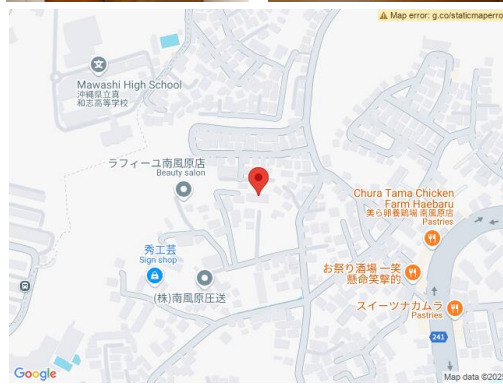 Map error: g.co/staticmaperro
Mawashi High School
沖縄県立真
和志高等学校
ラフィーユ南風原店
Beauty salon
Chura Tama Chicken
Farm Haebaru
美ら卵養鶏場 南風原店
Pastries
秀工芸
Sign shop
お祭り酒場 一笑
懸命笑撃的
(株)南風原圧送
スイーツナカムラ
Pastries
241
Google
Map data ©202